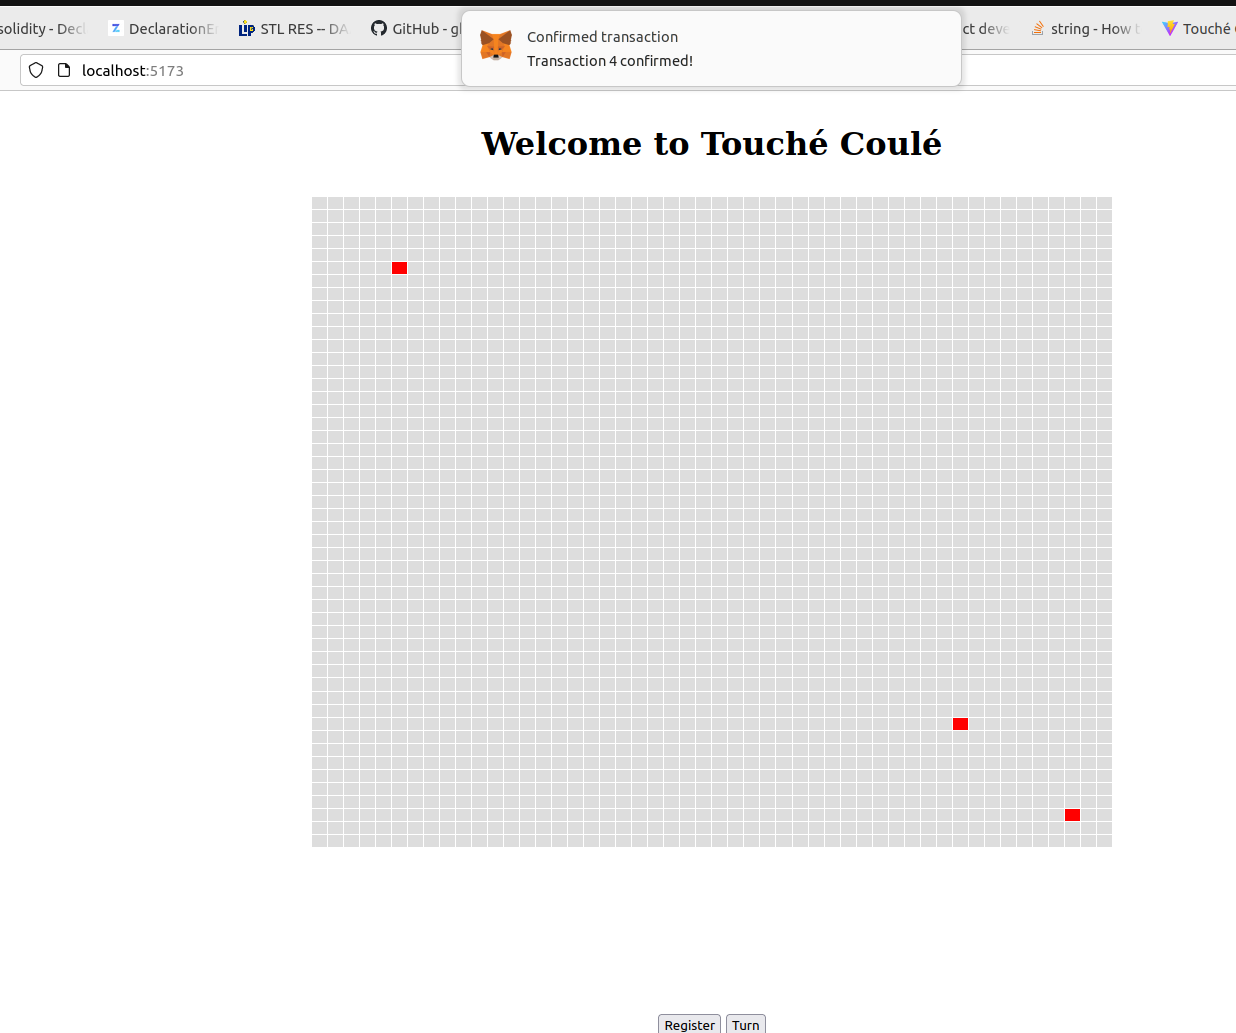 solidity - Decl
DeclarationEr
STL RES -- DA
GitHub - gl
ct deve
string - How t
Touché
Confirmed transaction
Transaction 4 confirmed!
localhost:5173
Welcome to Touché Coulé
Register
Turn